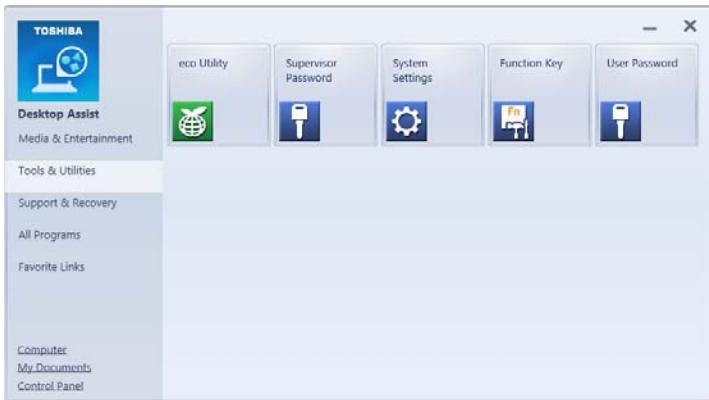 TOSHIBA
Desktop Assist
Media & Entertainment
Tools & Utilities
Support & Recovery
All Programs
Favorite Links
Computer
My Documents
Control Panel
eco Utility
Supervisor
Password
System
Settings
Function Key
Fn
User Password